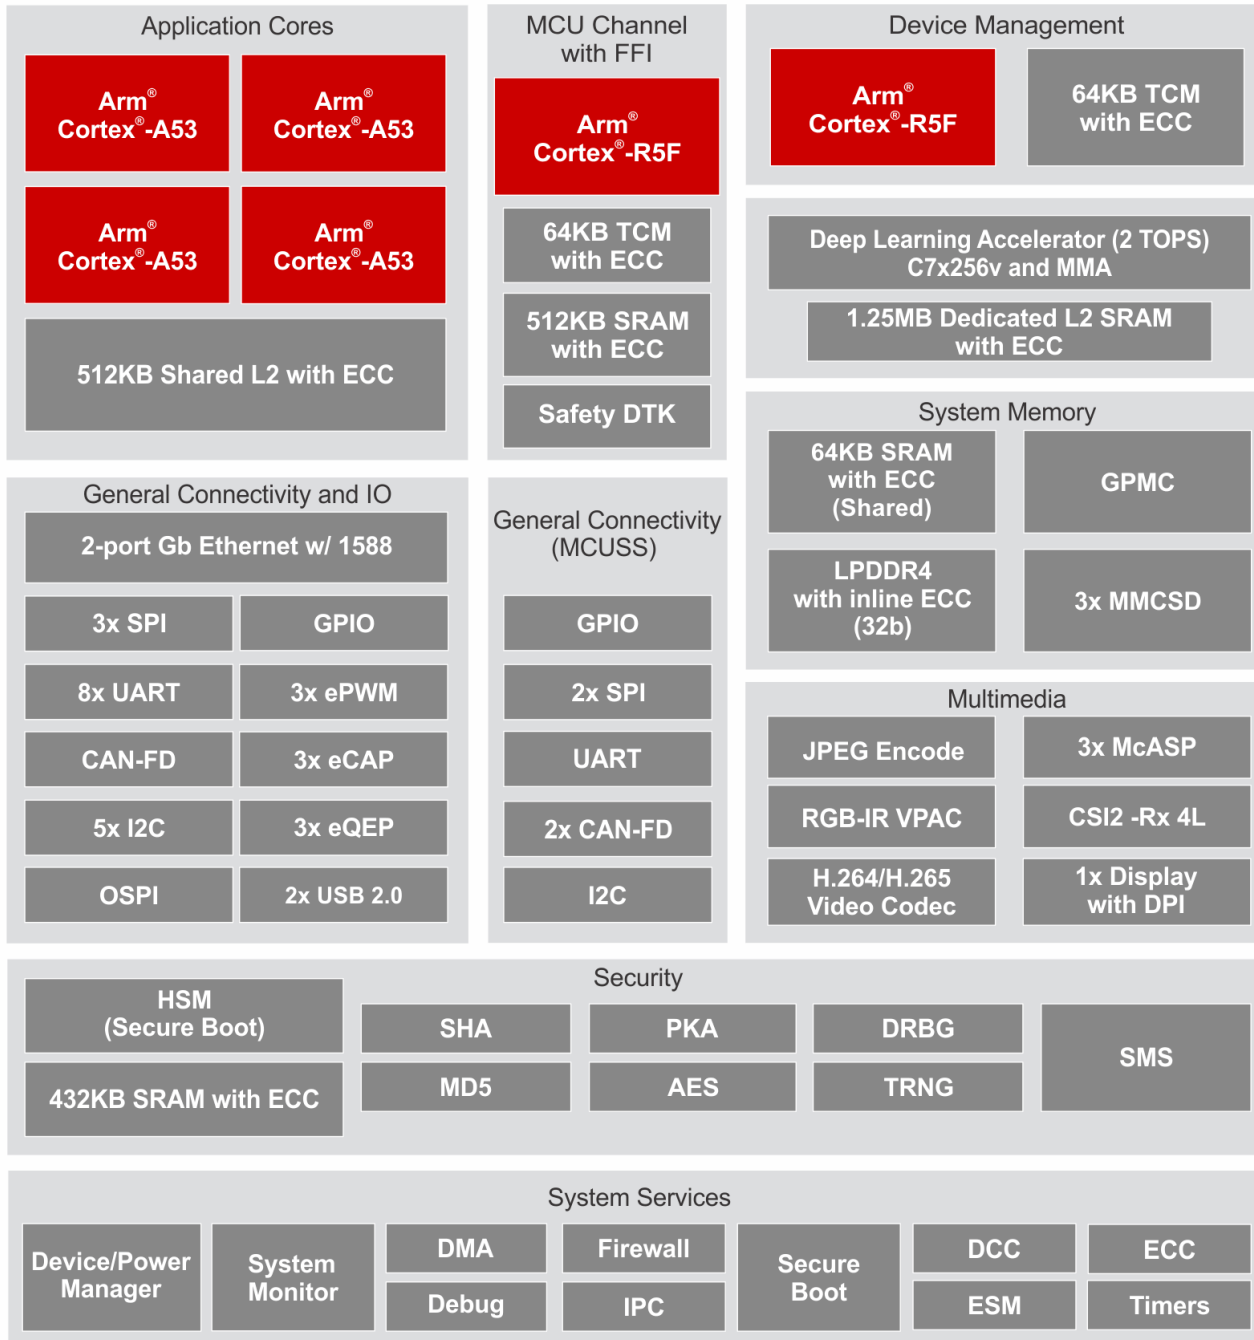 Application Cores
Arm®
Cortex®-A53
Arm®
Cortex®-A53
Arm®
Cortex®-A53
Arm®
Cortex®-A53
512KB Shared L2 with ECC
MCU Channel
with FFI
Arm®
Cortex®-R5F
64KB TCM
with ECC
512KB SRAM
with ECC
Safety DTK
Device Management
Arm®
Cortex®-R5F
64KB TCM
with ECC
Deep Learning Accelerator (2 TOPS)
C7x256v and MMA
1.25MB Dedicated L2 SRAM
with ECC
System Memory
64KB SRAM
with ECC
(Shared)
GPMC
LPDDR4
with inline ECC
(32b)
3x MMCSD
General Connectivity and IO
2-port Gb Ethernet w/ 1588
3x SPI
GPIO
8x UART
3x ePWM
CAN-FD
3x eCAP
5x I2C
3x eQEP
OSPI
2x USB 2.0
General Connectivity
(MCUSS)
GPIO
2x SPI
UART
2x CAN-FD
I2C
Multimedia
JPEG Encode
3x McASP
RGB-IR VPAC
CSI2 -Rx 4L
H.264/H.265
Video Codec
1x Display
with DPI
Security
HSM
(Secure Boot)
432KB SRAM with ECC
SHA
PKA
DRBG
MD5
AES
TRNG
SMS
System Services
Device/Power
Manager
System
Monitor
DMA
Debug
Firewall
IPC
Secure
Boot
DCC
ESM
ECC
Timers